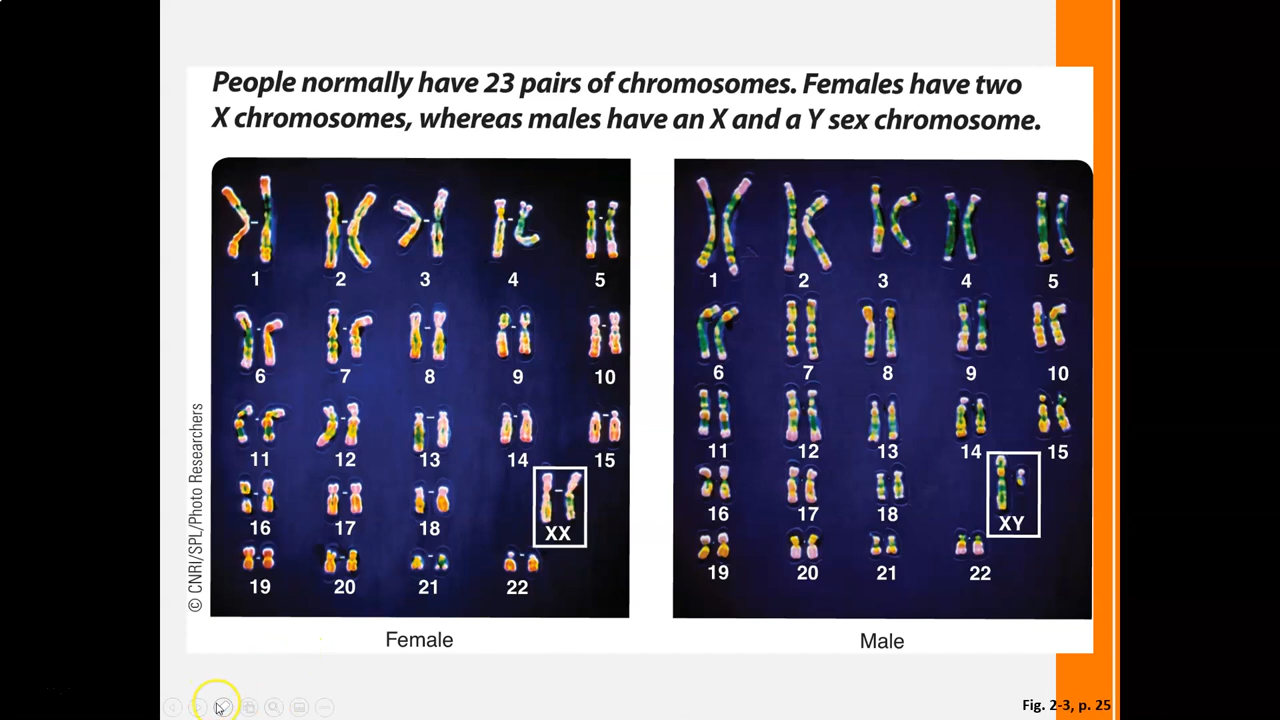 People normally have 23 pairs of chromosomes. Females have two
X chromosomes, whereas males have an X and a Y sex chromosome.
1 2 3 4 5
6 7 8 9 10
11 12 13 14 15
16 17 18 XX
19 20 21 22
© CNRI/SPL/Photo Researchers
Female
1 2 3 4 5
6 7 8 9 10
11 12 13 14 15
16 17 18 XY
19 20 21 22
Male
Fig. 2-3, p. 25